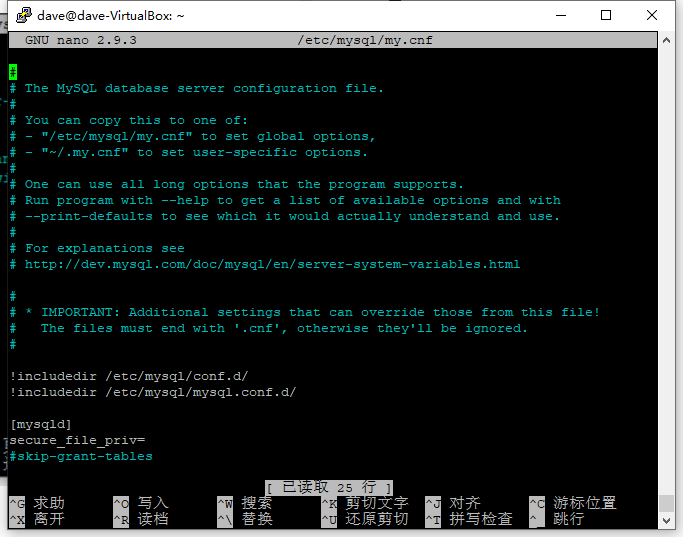 dave@dave-VirtualBox: ~
GNU nano 2.9.3 /etc/mysql/my.cnf
#
# The MySQL database server configuration file.
#
# You can copy this to one of:
# - "/etc/mysql/my.cnf" to set global options,
# - "~/.my.cnf" to set user-specific options.
#
# One can use all long options that the program supports.
# Run program with --help to get a list of available options and with
# --print-defaults to see which it would actually understand and use.
#
# For explanations see
# http://dev.mysql.com/doc/mysql/en/server-system-variables.html
#
# * IMPORTANT: Additional settings that can override those from this file!
#   The files must end with '.cnf', otherwise they'll be ignored.
#
!includedir /etc/mysql/conf.d/
!includedir /etc/mysql/mysql.conf.d/
[mysqld]
secure_file_priv=
#skip-grant-tables
[ 已读取 25 行 ]
^G 求助 ^O 写入 ^W 搜索 ^K 剪切文字 ^J 对齐 ^C 游标位置
^X 离开 ^R 读档 ^\ 替换 ^U 还原剪切 ^T 拼写检查 ^_ 跳行